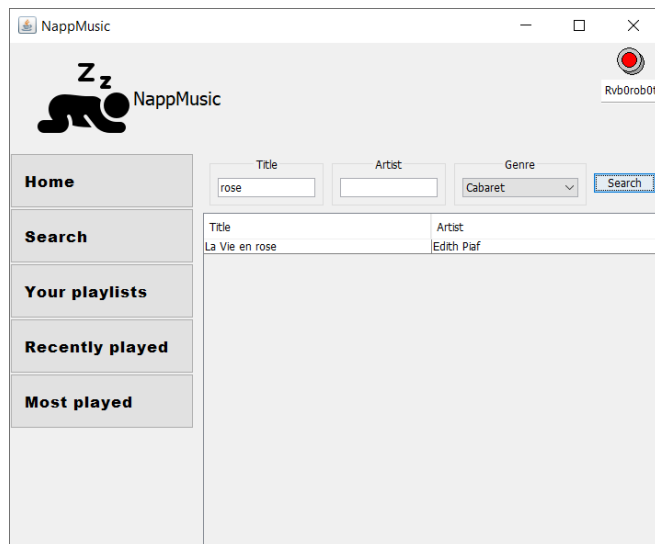 NappMusic
Z z
NappMusic
Rvb0rob0t
Home
Search
Your playlists
Recently played
Most played
Title
Artist
Genre
rose
Cabaret
Search
Title Artist
La Vie en rose Edith Piaf